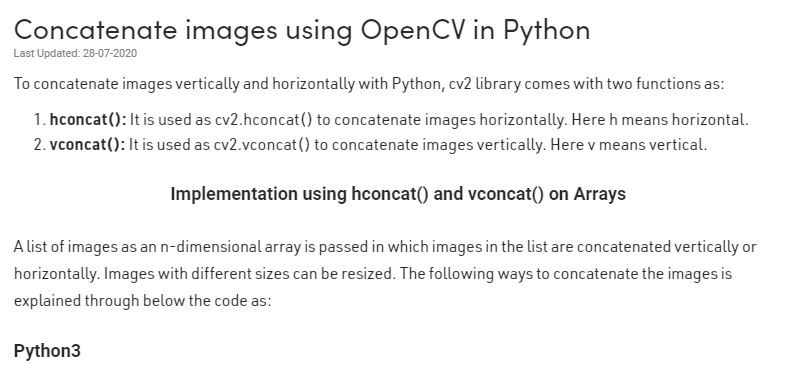 Concatenate images using OpenCV in Python
Last Updated: 28-07-2020
To concatenate images vertically and horizontally with Python, cv2 library comes with two functions as:
1. hconcat(): It is used as cv2.hconcat() to concatenate images horizontally. Here h means horizontal.
2. vconcat(): It is used as cv2.vconcat() to concatenate images vertically. Here v means vertical.
Implementation using hconcat() and vconcat() on Arrays
A list of images as an n-dimensional array is passed in which images in the list are concatenated vertically or
horizontally. Images with different sizes can be resized. The following ways to concatenate the images is
explained through below the code as:
Python3